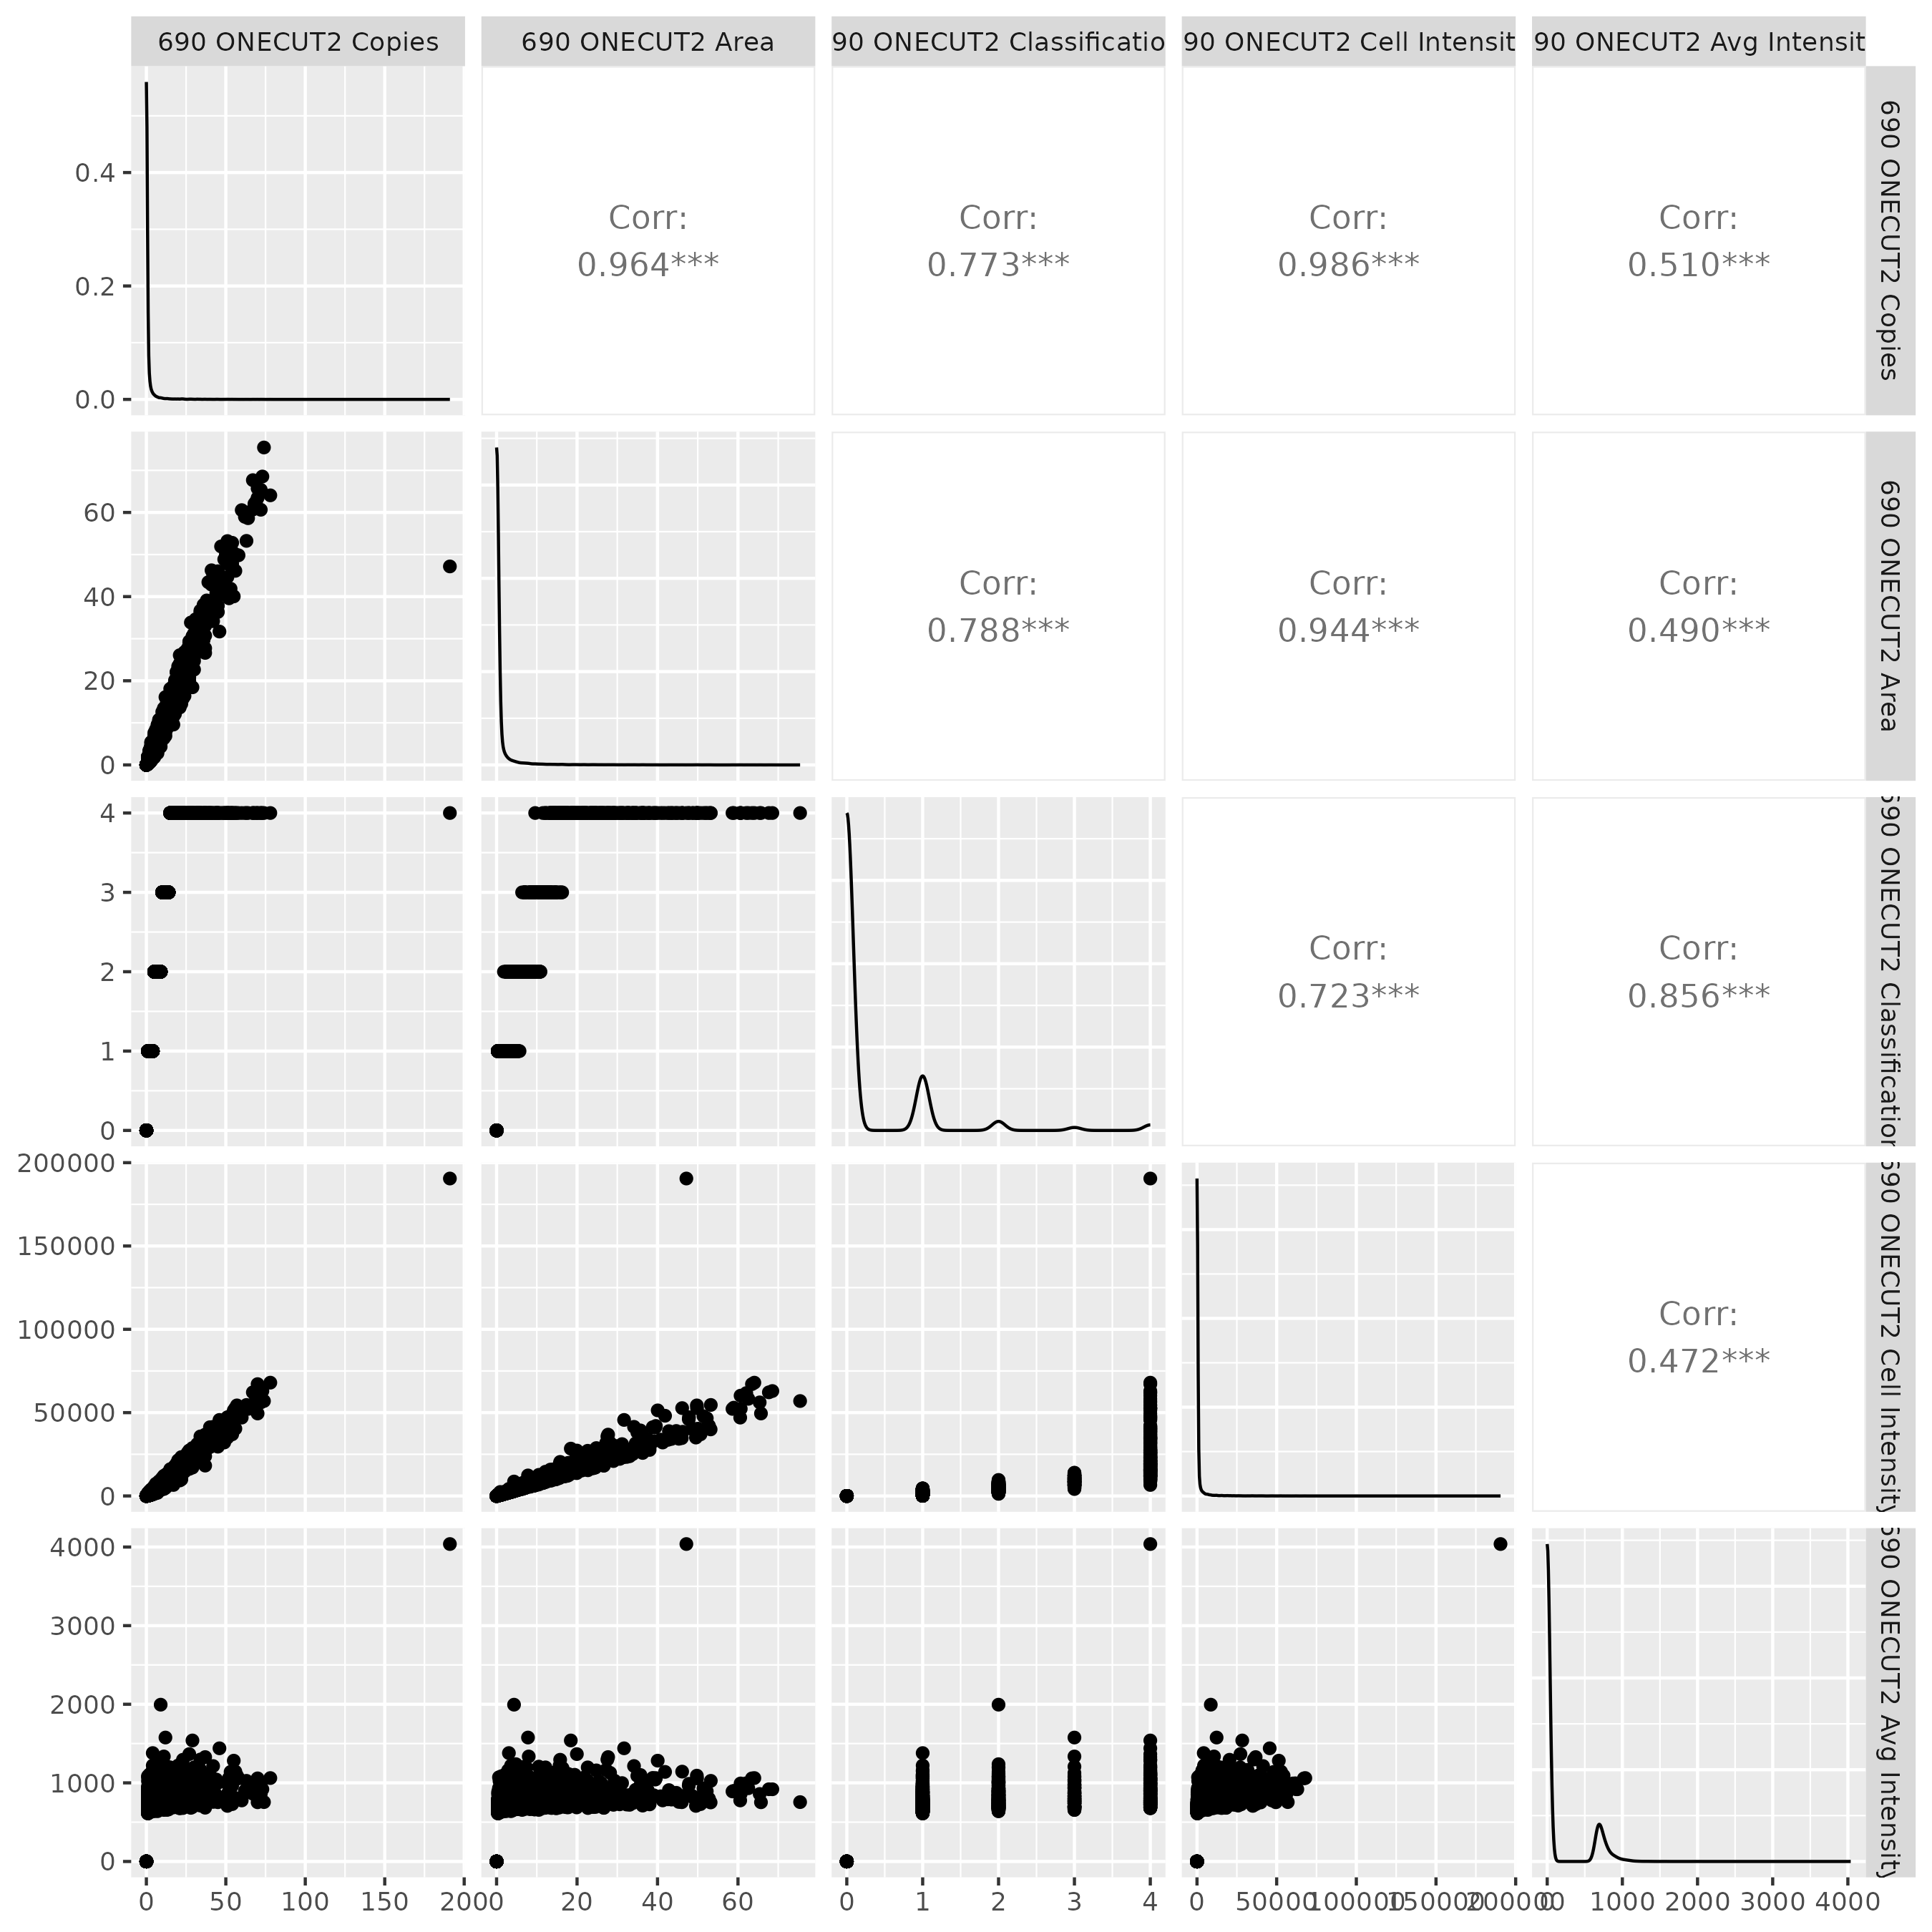 690 ONECUT2 Copies
690 ONECUT2 Area
90 ONECUT2 Classificatio
90 ONECUT2 Cell Intensit
90 ONECUT2 Avg Intensit
0.4
0.2
0.0
Corr:
0.964***
Corr:
0.773***
Corr:
0.986***
Corr:
0.510***
690 ONECUT2 Copies
60
40
20
0
Corr:
0.788***
Corr:
0.944***
Corr:
0.490***
690 ONECUT2 Area
4
3
2
1
0
Corr:
0.723***
Corr:
0.856***
690 ONECUT2 Classification
200000
150000
100000
50000
0
Corr:
0.472***
690 ONECUT2 Cell Intensity
4000
3000
2000
1000
0
690 ONECUT2 Avg Intensity
0 50 100 150 200
0 20 40 60
0 1 2 3 4
0 50000 100000 150000 200000
0 1000 2000 3000 4000